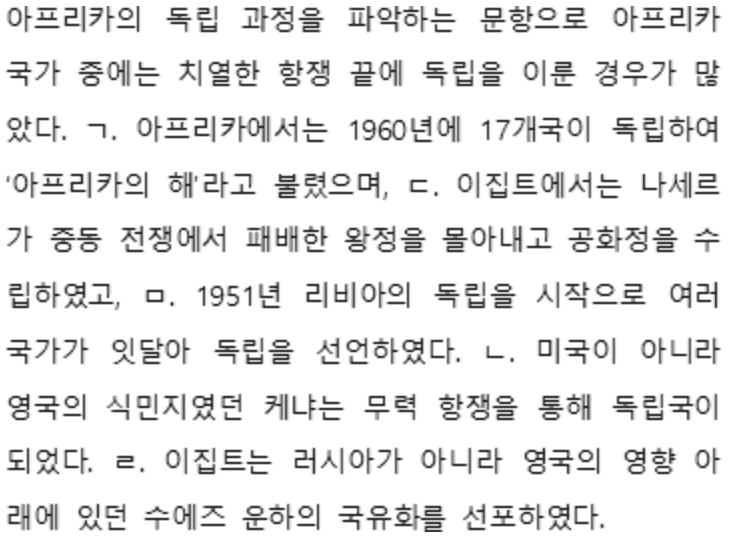 아프리카의 독립 과정을 파악하는 문항으로 아프리카
국가 중에는 치열한 항쟁 끝에 독립을 이룬 경우가 많
았다. ㄱ. 아프리카에서는 1960년에 17개국이 독립하여
‘아프리카의 해’라고 불렸으며, ㄷ. 이집트에서는 나세르
가 중동 전쟁에서 패배한 왕정을 몰아내고 공화정을 수
립하였고, ㅁ. 1951년 리비아의 독립을 시작으로 여러
국가가 잇달아 독립을 선언하였다. ㄴ. 미국이 아니라
영국의 식민지였던 케냐는 무력 항쟁을 통해 독립국이
되었다. ㄹ. 이집트는 러시아가 아니라 영국의 영향 아
래에 있던 수에즈 운하의 국유화를 선포하였다.